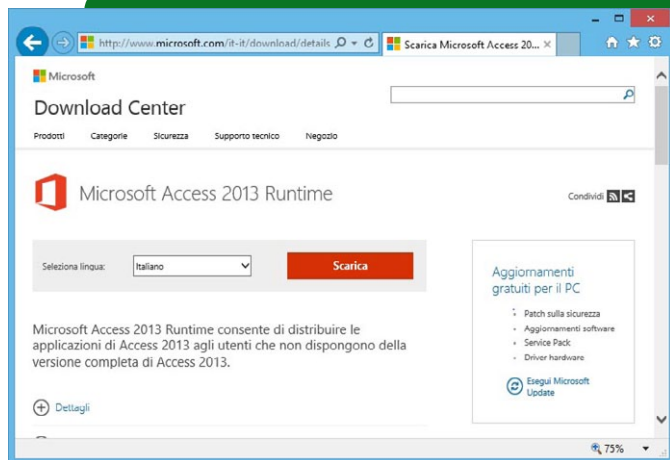 http://www.microsoft.com/it-it/download/details
Scarica Microsoft Access 20...
Microsoft
Download Center
Prodotti Categorie Sicurezza Supporto tecnico Negozio
Microsoft Access 2013 Runtime
Condividi
Seleziona lingua: Italiano Scarica
Microsoft Access 2013 Runtime consente di distribuire le
applicazioni di Access 2013 agli utenti che non dispongono della
versione completa di Access 2013.
Dettagli
Aggiornamenti
gratuiti per il PC
Patch sulla sicurezza
Aggiornamenti software
Service Pack
Driver hardware
Esegui Microsoft
Update
75%